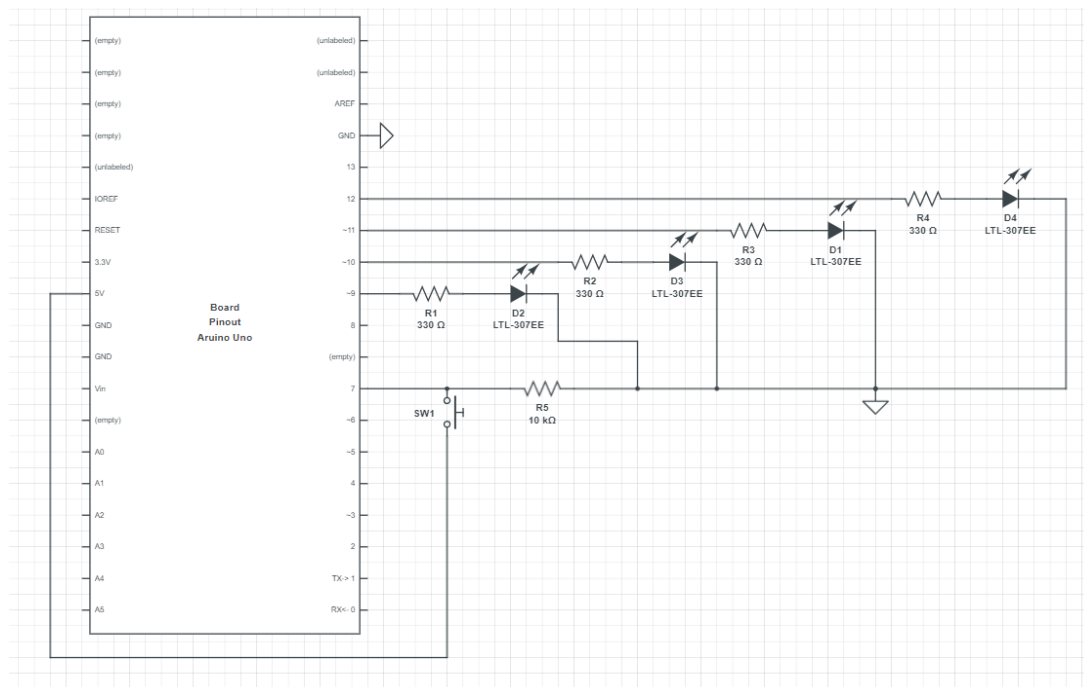 (empty)
(empty)
(empty)
(empty)
(unlabeled)
IOREF
RESET
3.3V
5V
GND
GND
Vin
(empty)
A0
A1
A2
A3
A4
A5
Board
Pinout
Aruino Uno
(unlabeled)
(unlabeled)
AREF
GND
13
12
~11
~10
~9
8
(empty)
7
~6
~5
4
~3
2
TX-> 1
RX<- 0
R4
330 Ω
D4
LTL-307EE
R3
330 Ω
D1
LTL-307EE
R2
330 Ω
D3
LTL-307EE
R1
330 Ω
D2
LTL-307EE
SW1
R5
10 kΩ